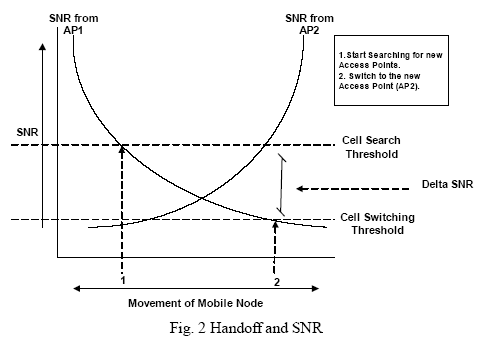 SNR from
AP1
SNR from
AP2
1.Start Searching for new
Access Points.
2. Switch to the new
Access Point (AP2).
SNR
Cell Search
Threshold
Delta SNR
Cell Switching
Threshold
1
2
Movement of Mobile Node
Fig. 2 Handoff and SNR